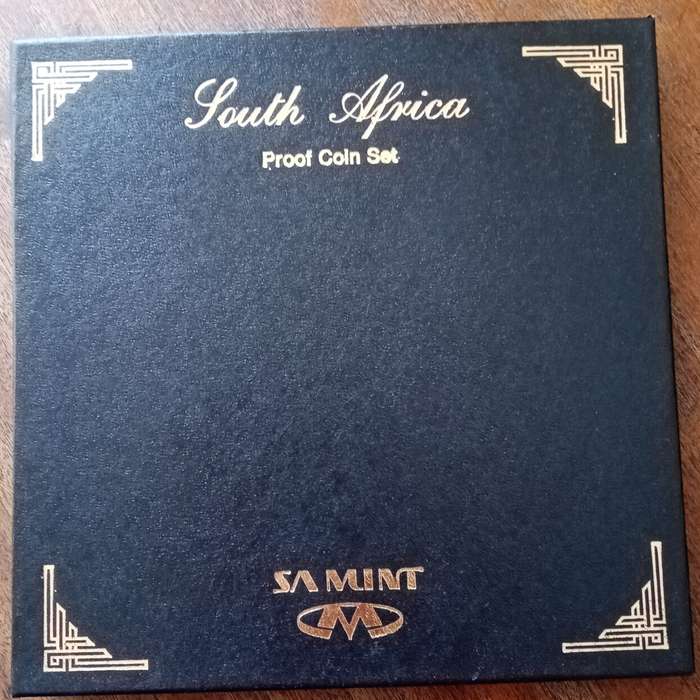 South Africa
Proof Coin Set
SA MINT
M